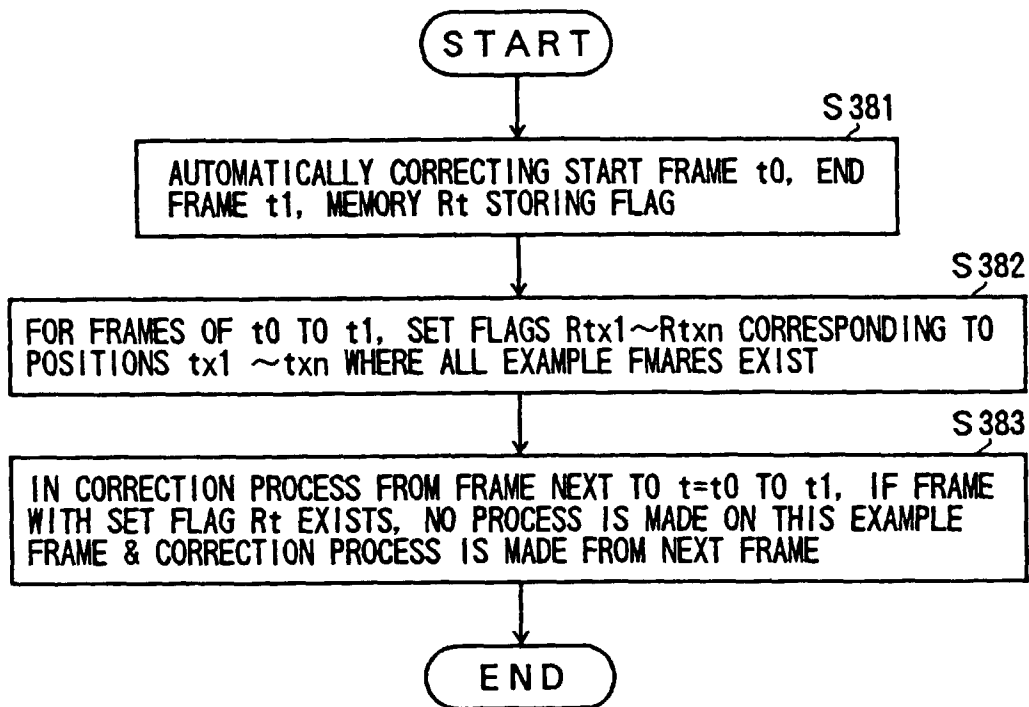 START
S381
AUTOMATICALLY CORRECTING START FRAME t0, END
FRAME t1, MEMORY Rt STORING FLAG
S382
FOR FRAMES OF t0 TO t1, SET FLAGS Rtx1~Rtxn CORRESPONDING TO
POSITIONS tx1 ~txn WHERE ALL EXAMPLE FMARES EXIST
S383
IN CORRECTION PROCESS FROM FRAME NEXT TO t=t0 TO t1, IF FRAME
WITH SET FLAG Rt EXISTS, NO PROCESS IS MADE ON THIS EXAMPLE
FRAME & CORRECTION PROCESS IS MADE FROM NEXT FRAME
END